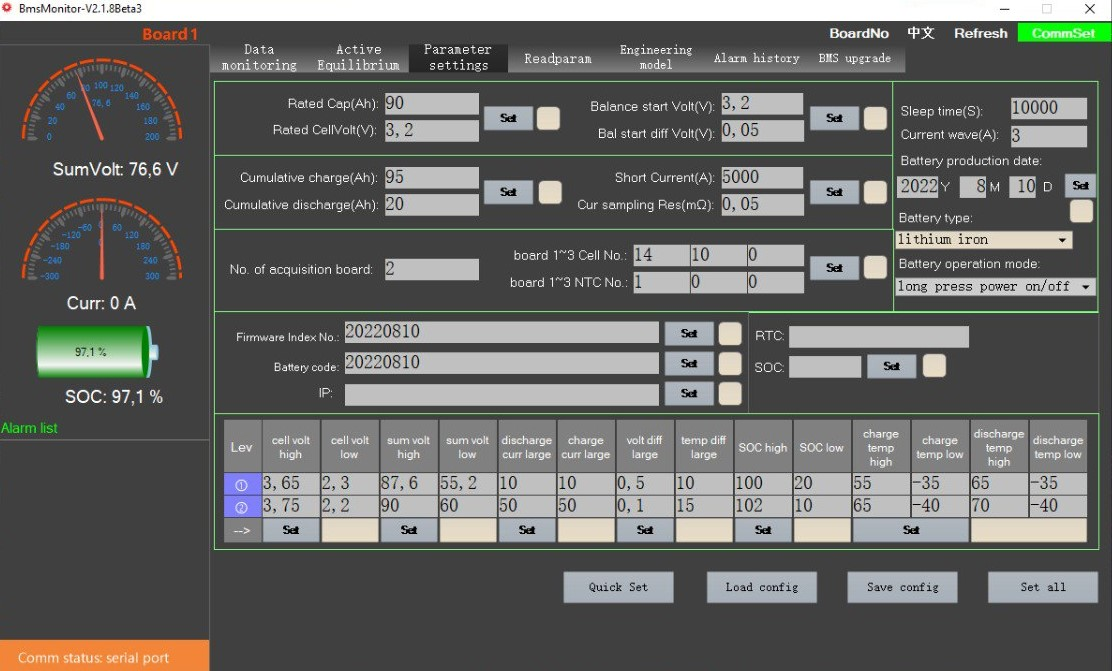 BmsMonitor-V2.1.8Beta3
Board1
BoardNo 中文 Refresh CommSet
Data monitoring
Active Equilibrium
Parameter settings
Readparam
Engineering model
Alarm history
BMS upgrade
0 20 40 60 80 100 120 140 160 180 200
76,6
SumVolt: 76,6 V
-300 -240 -180 -120 -60 0 60 120 180 240 300
0
Curr: 0 A
97,1 %
SOC: 97,1 %
Alarm list
Comm status: serial port
Rated Cap(Ah): 90
Rated CellVolt(V): 3,2
Set
Balance start Volt(V): 3,2
Bal start diff Volt(V): 0,05
Set
Cumulative charge(Ah): 95
Cumulative discharge(Ah): 20
Set
Short Current(A): 5000
Cur sampling Res(mΩ): 0,05
Set
No. of acquisition board: 2
board 1~3 Cell No.: 14 10 0
board 1~3 NTC No.: 1 0 0
Set
Sleep time(S): 10000
Current wave(A): 3
Battery production date:
2022 Y 8 M 10 D Set
Battery type:
lithium iron
Battery operation mode:
long press power on/off
Firmware Index No.: 20220810 Set
Battery code: 20220810 Set
IP: Set
RTC:
SOC: Set
Lev cell volt high cell volt low sum volt high sum volt low discharge curr large charge curr large volt diff large temp diff large SOC high SOC low charge temp high charge temp low discharge temp high discharge temp low
① 3,65 2,3 87,6 55,2 10 10 0,5 10 100 20 55 -35 65 -35
② 3,75 2,2 90 60 50 50 0,1 15 102 10 65 -40 70 -40
--> Set Set Set Set Set Set
Quick Set Load config Save config Set all